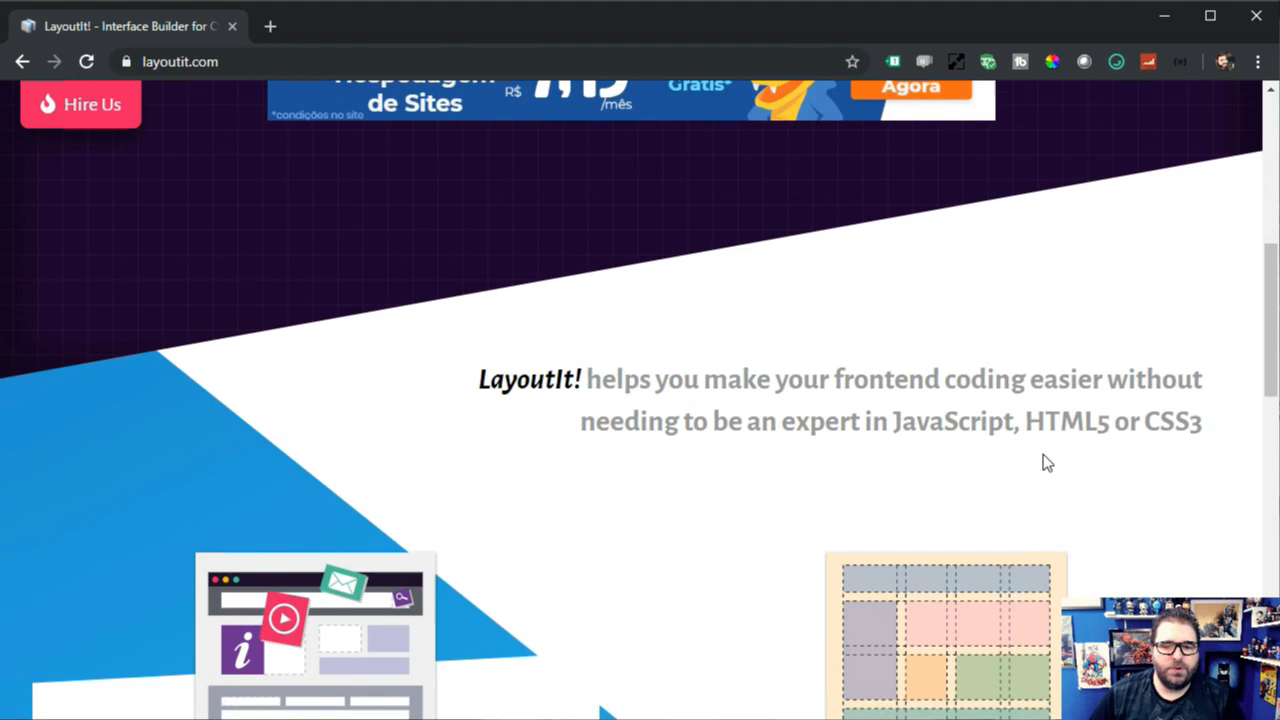 LayoutIt! - Interface Builder for C
layoutit.com
Hire Us
Hospedagem
de Sites
R$
/mês
Grátis*
Agora
*condições no site
LayoutIt! helps you make your frontend coding easier without
needing to be an expert in JavaScript, HTML5 or CSS3
i